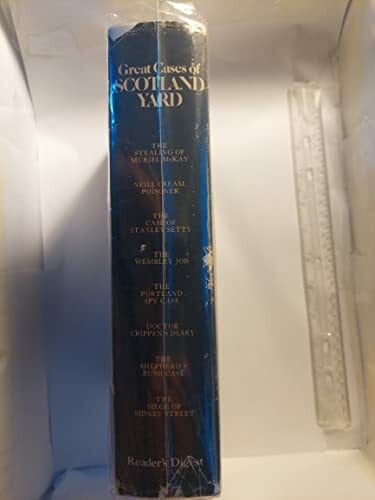 Great Cases of
SCOTLAND
YARD
THE
STEALING OF
MURIEL McKAY
NEILL CREAM,
POISONER
THE
CASE OF
STANLEY SETTY
THE
WEMBLEY JOB
THE
PORTLAND
SPY CASE
DOCTOR
CRIPPEN'S DIARY
THE
SHEPHERD'S
BUSH CASE
THE
SIEGE OF
SIDNEY STREET
Reader's Digest